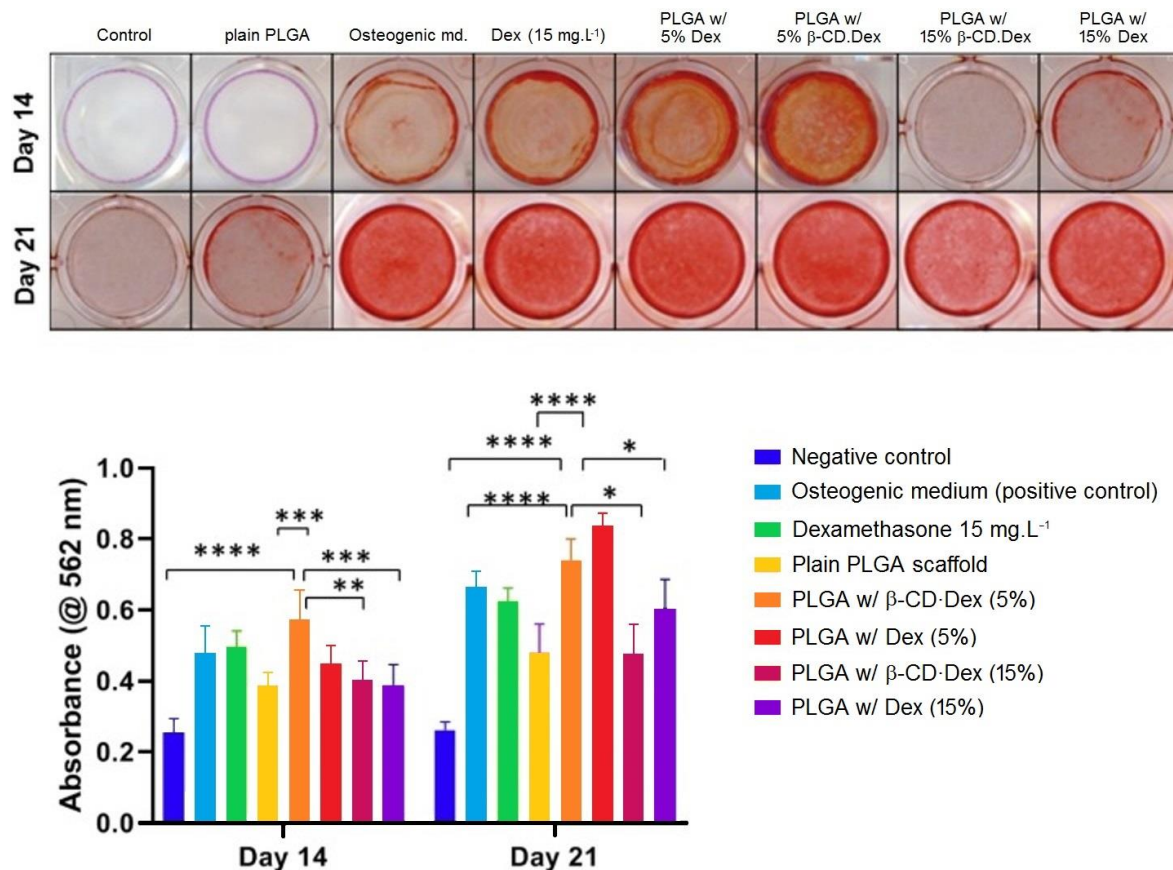 Control
plain PLGA
Osteogenic md.
Dex (15 mg.L⁻¹)
PLGA w/
5% Dex
PLGA w/
5% β-CD.Dex
PLGA w/
15% β-CD.Dex
PLGA w/
15% Dex
Day 14
Day 21
****
***
***
**
****
****
****
*
*
Absorbance (@ 562 nm)
1.0
0.8
0.6
0.4
0.2
0.0
Day 14
Day 21
Negative control
Osteogenic medium (positive control)
Dexamethasone 15 mg.L⁻¹
Plain PLGA scaffold
PLGA w/ β-CD·Dex (5%)
PLGA w/ Dex (5%)
PLGA w/ β-CD·Dex (15%)
PLGA w/ Dex (15%)